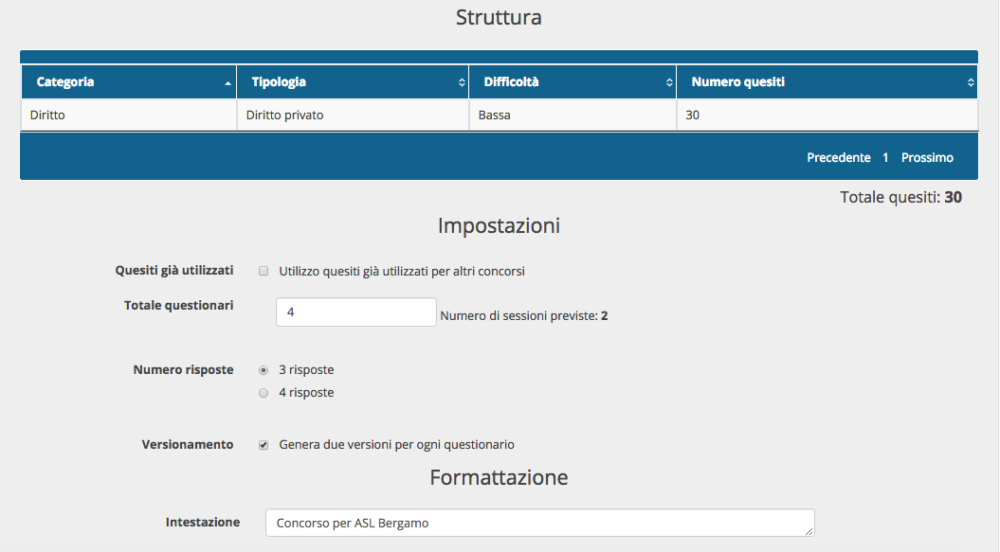 Struttura
Categoria Tipologia Difficoltà Numero quesiti
Diritto Diritto privato Bassa 30
Precedente 1 Prossimo
Totale quesiti: 30
Impostazioni
Quesiti già utilizzati Utilizzo quesiti già utilizzati per altri concorsi
Totale questionari 4 Numero di sessioni previste: 2
Numero risposte 3 risposte
4 risposte
Versionamento Genera due versioni per ogni questionario
Formattazione
Intestazione Concorso per ASL Bergamo